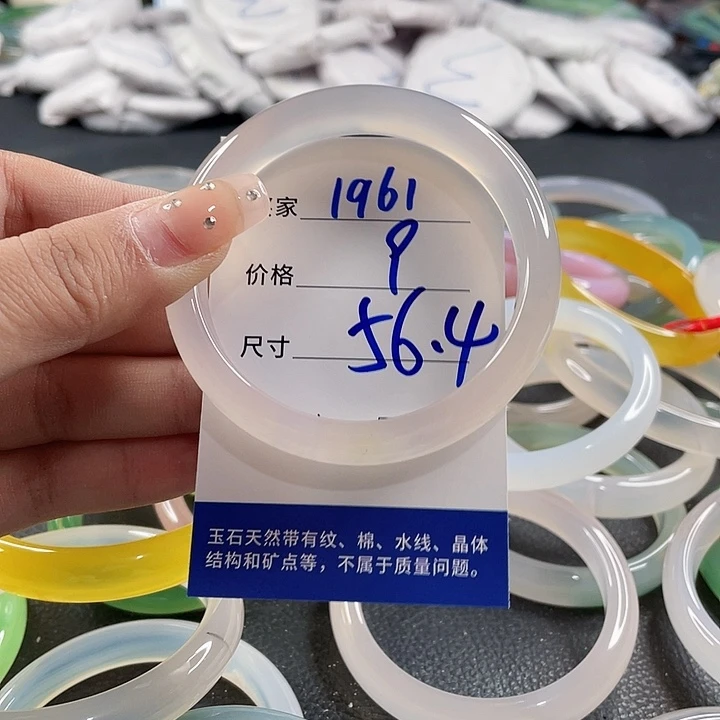 家 1961
价格 9
尺寸 56.4
玉石天然带有纹、棉、水线、晶体
结构和矿点等，不属于质量问题。